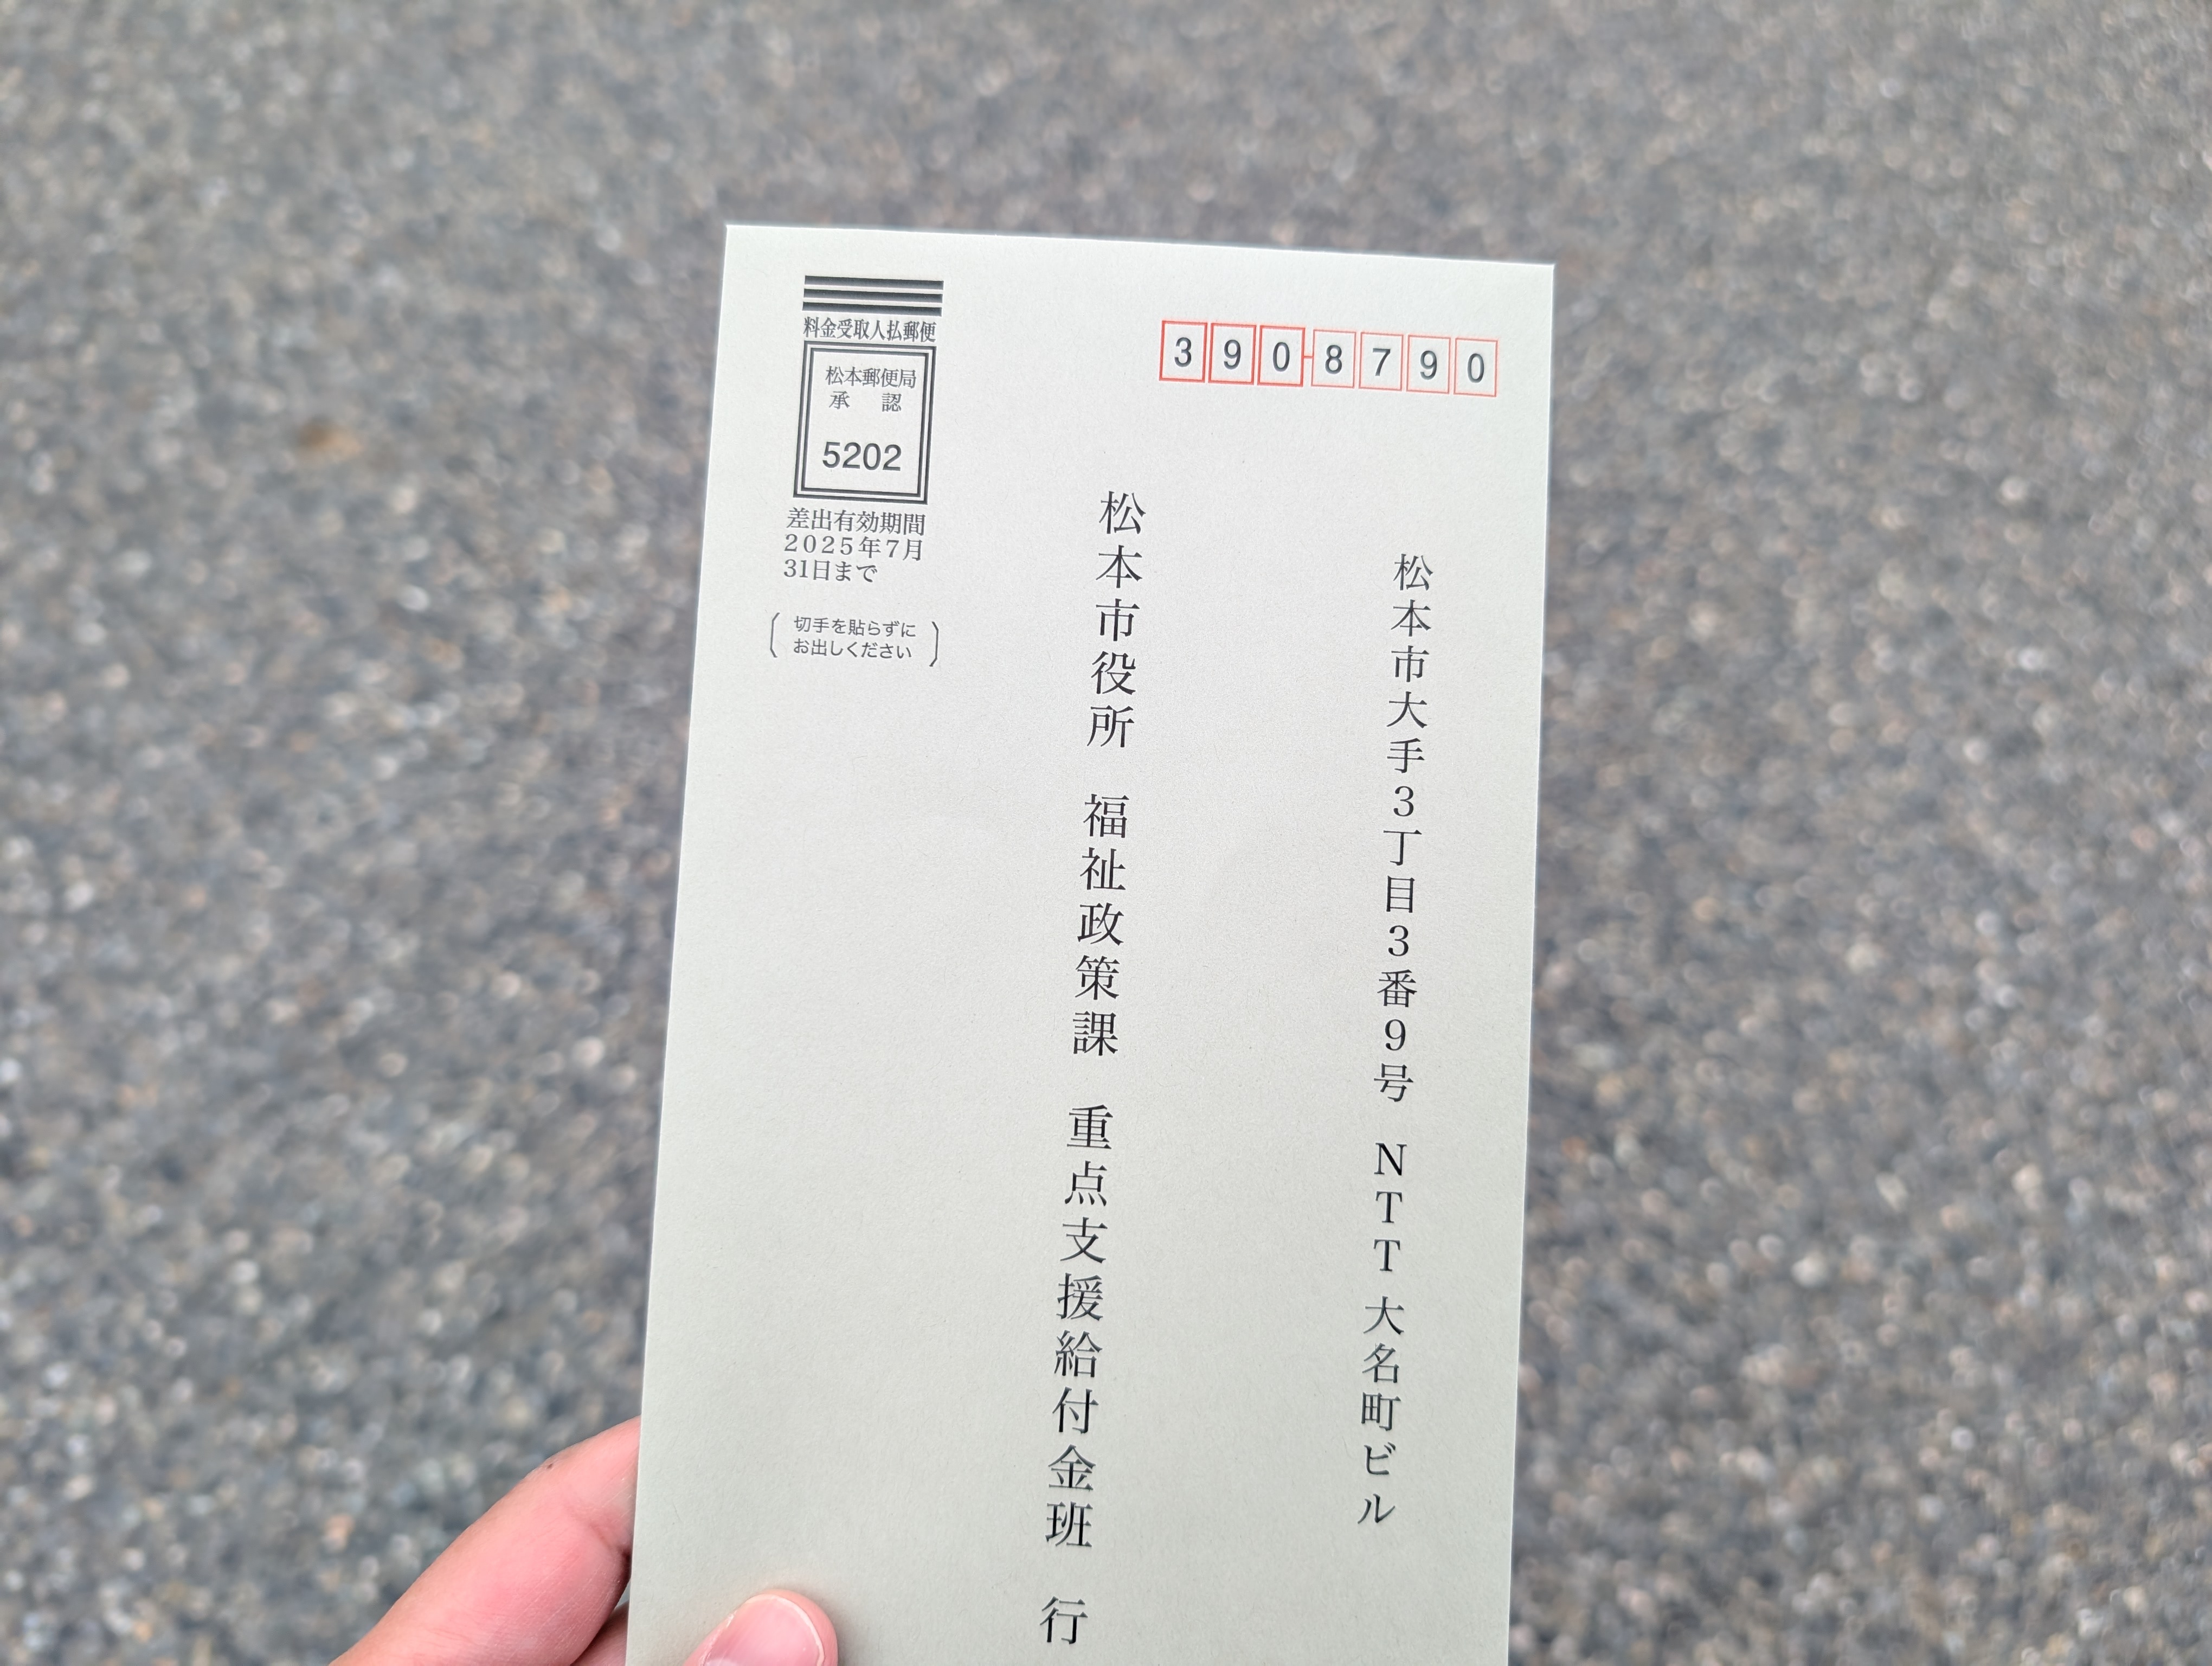 料金受取人払郵便
松本郵便局
承　認
5202
差出有効期間
2025年7月
31日まで
切手を貼らずに
お出しください
390-8790
松本市大手3丁目3番9号　NTT大名町ビル
松本市役所　福祉政策課　重点支援給付金班　行